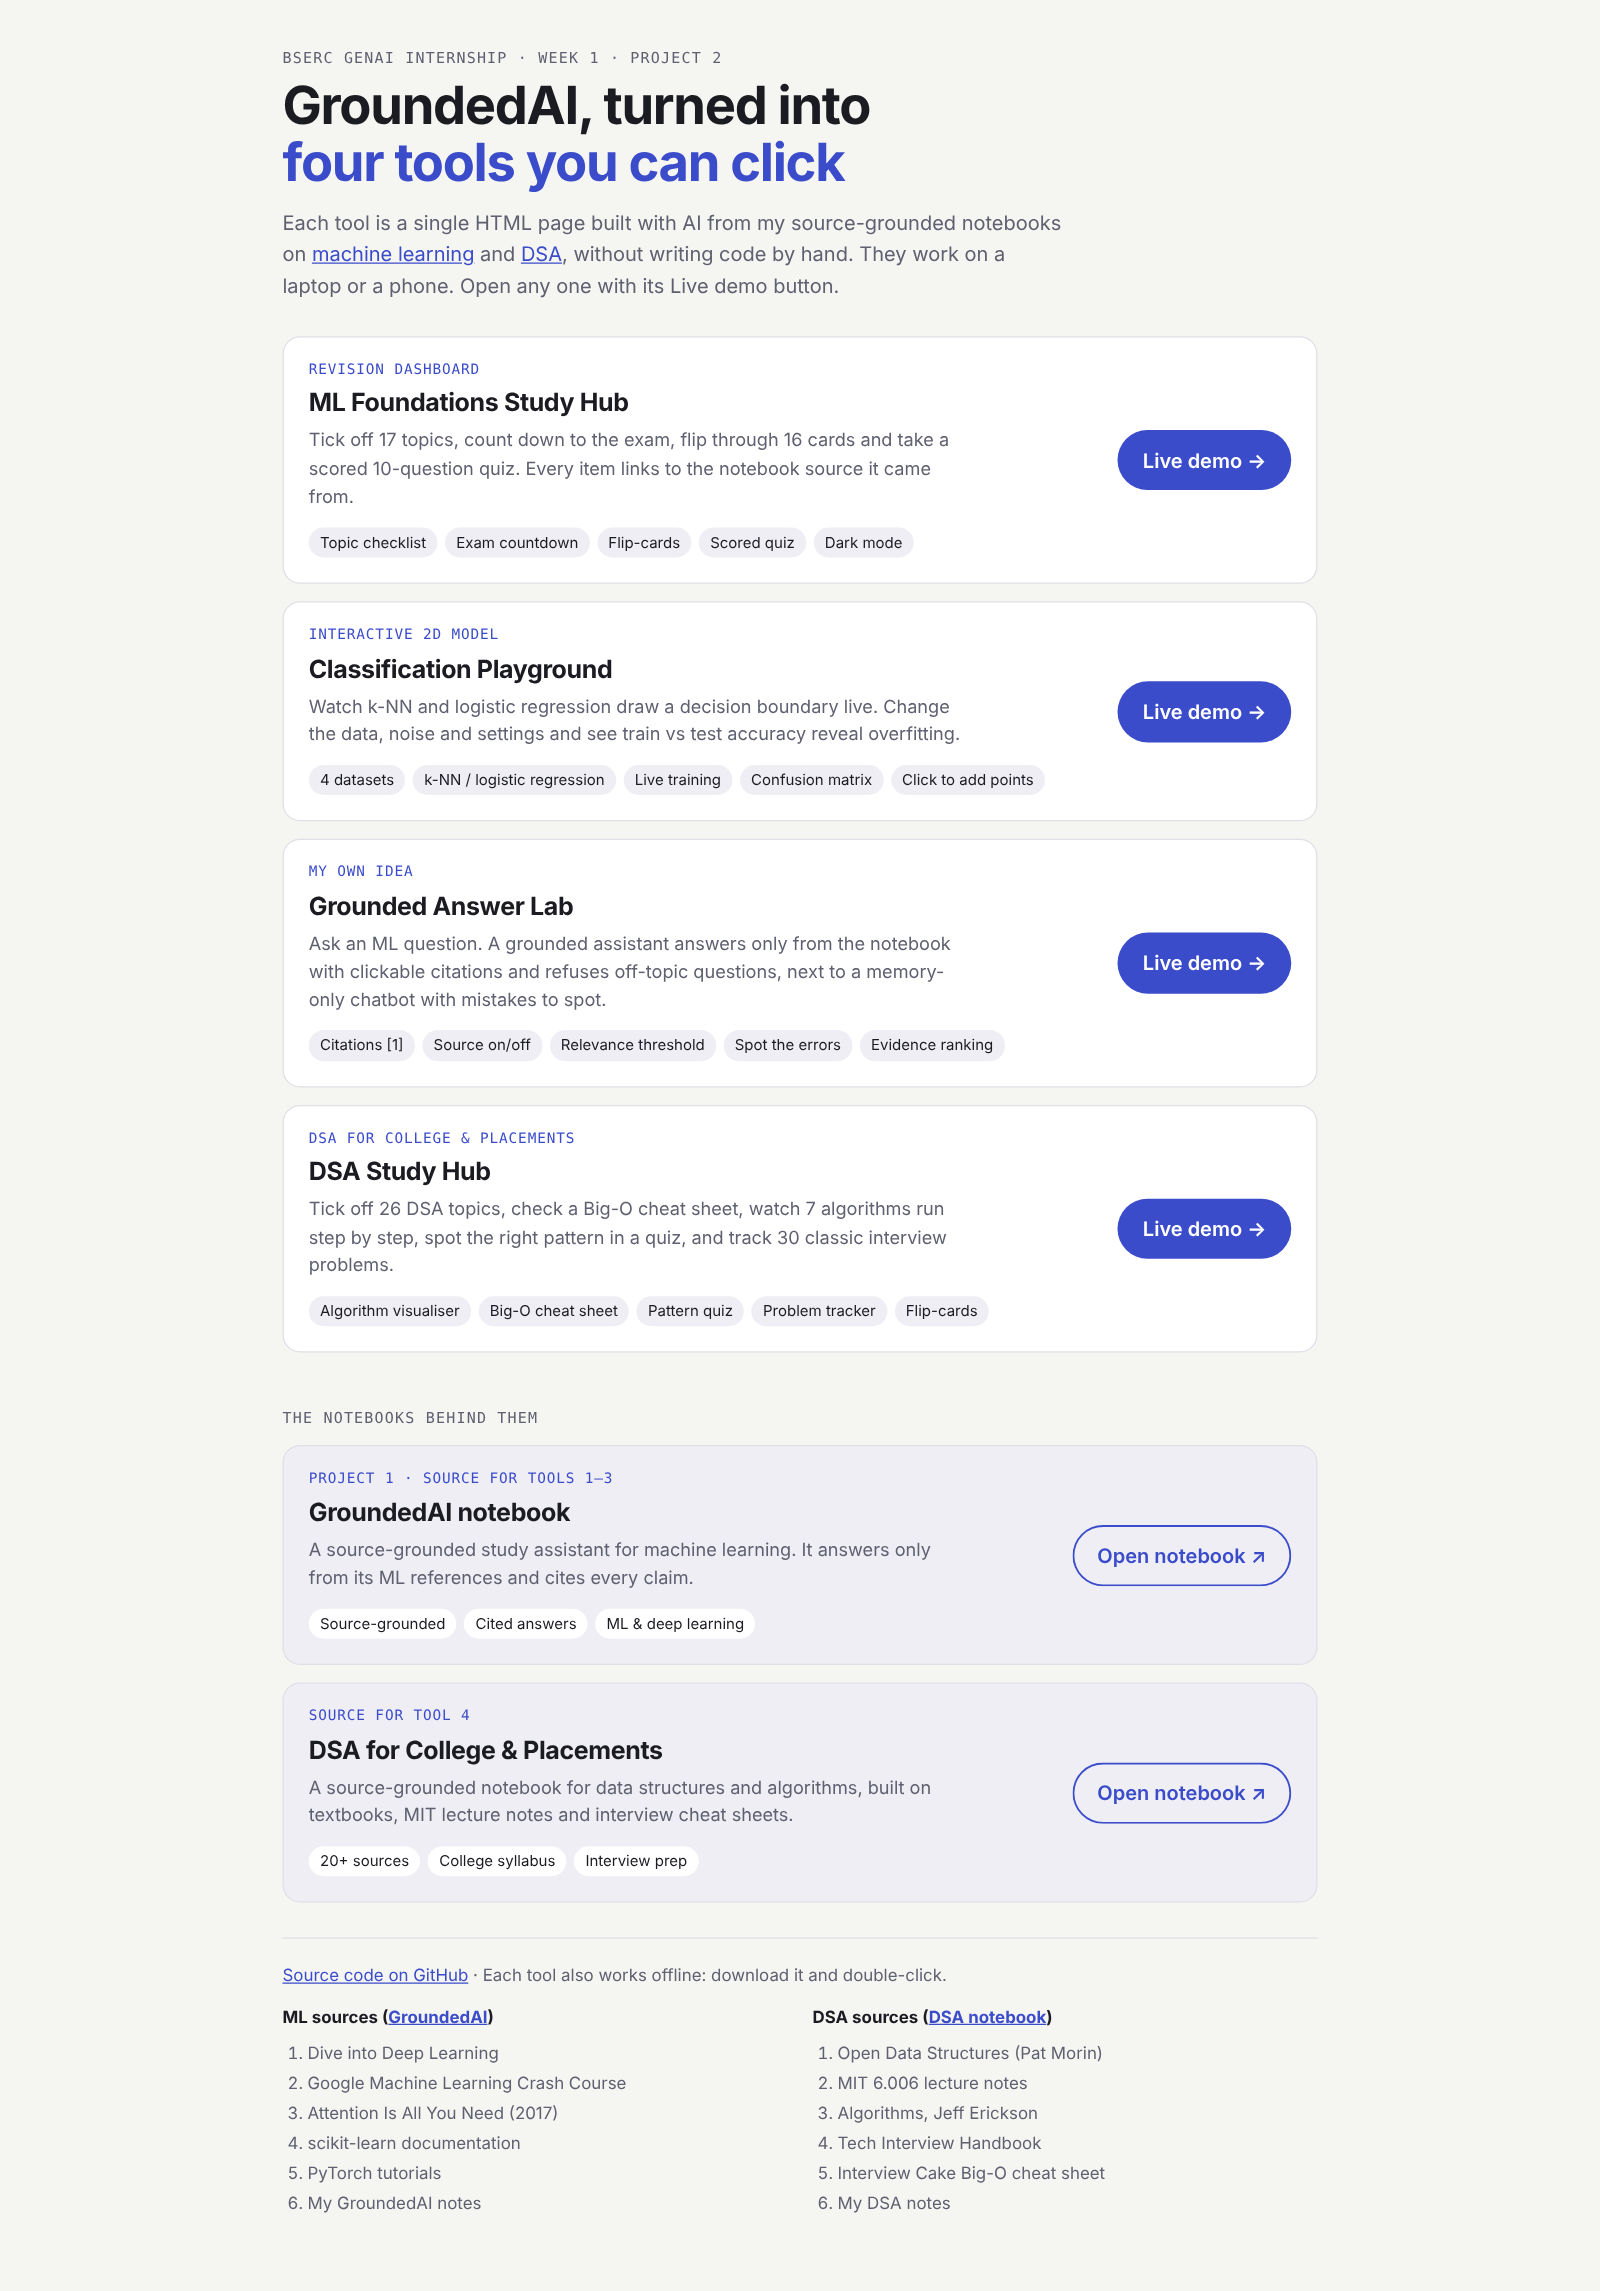 BSERC GENAI INTERNSHIP · WEEK 1 · PROJECT 2
GroundedAI, turned into
four tools you can click
Each tool is a single HTML page built with AI from my source-grounded notebooks
on machine learning and DSA, without writing code by hand. They work on a
laptop or a phone. Open any one with its Live demo button.
REVISION DASHBOARD
ML Foundations Study Hub
Tick off 17 topics, count down to the exam, flip through 16 cards and take a
scored 10-question quiz. Every item links to the notebook source it came
from.
Live demo →
Topic checklist Exam countdown Flip-cards Scored quiz Dark mode
INTERACTIVE 2D MODEL
Classification Playground
Watch k-NN and logistic regression draw a decision boundary live. Change
the data, noise and settings and see train vs test accuracy reveal overfitting.
Live demo →
4 datasets k-NN / logistic regression Live training Confusion matrix Click to add points
MY OWN IDEA
Grounded Answer Lab
Ask an ML question. A grounded assistant answers only from the notebook
with clickable citations and refuses off-topic questions, next to a memory-
only chatbot with mistakes to spot.
Live demo →
Citations [1] Source on/off Relevance threshold Spot the errors Evidence ranking
DSA FOR COLLEGE & PLACEMENTS
DSA Study Hub
Tick off 26 DSA topics, check a Big-O cheat sheet, watch 7 algorithms run
step by step, spot the right pattern in a quiz, and track 30 classic interview
problems.
Live demo →
Algorithm visualiser Big-O cheat sheet Pattern quiz Problem tracker Flip-cards
THE NOTEBOOKS BEHIND THEM
PROJECT 1 · SOURCE FOR TOOLS 1–3
GroundedAI notebook
A source-grounded study assistant for machine learning. It answers only
from its ML references and cites every claim.
Open notebook ↗
Source-grounded Cited answers ML & deep learning
SOURCE FOR TOOL 4
DSA for College & Placements
A source-grounded notebook for data structures and algorithms, built on
textbooks, MIT lecture notes and interview cheat sheets.
Open notebook ↗
20+ sources College syllabus Interview prep
Source code on GitHub · Each tool also works offline: download it and double-click.
ML sources (GroundedAI)
1. Dive into Deep Learning
2. Google Machine Learning Crash Course
3. Attention Is All You Need (2017)
4. scikit-learn documentation
5. PyTorch tutorials
6. My GroundedAI notes
DSA sources (DSA notebook)
1. Open Data Structures (Pat Morin)
2. MIT 6.006 lecture notes
3. Algorithms, Jeff Erickson
4. Tech Interview Handbook
5. Interview Cake Big-O cheat sheet
6. My DSA notes